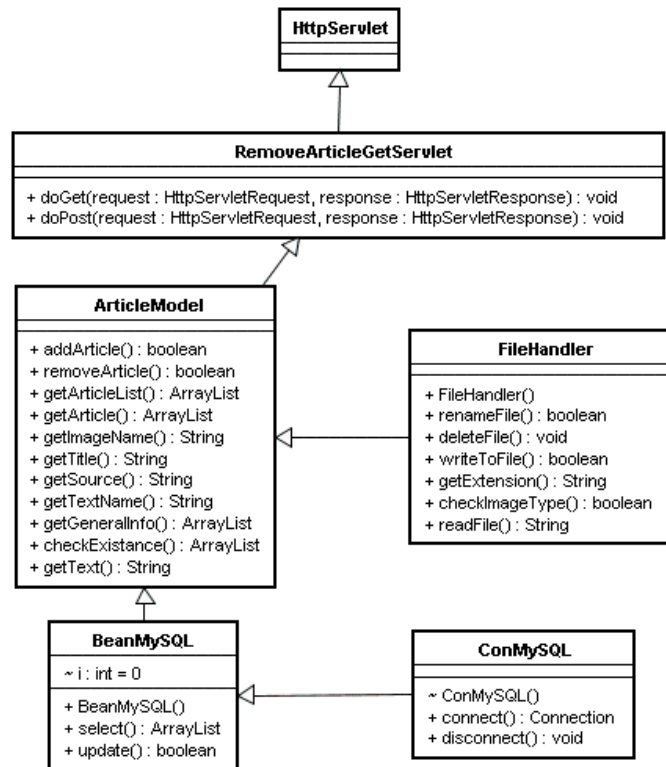 HttpServlet
RemoveArticleGetServlet
+ doGet(request : HttpServletRequest, response : HttpServletResponse) : void
+ doPost(request : HttpServletRequest, response : HttpServletResponse) : void
ArticleModel
+ addArticle() : boolean
+ removeArticle() : boolean
+ getArticleList() : ArrayList
+ getArticle() : ArrayList
+ getImageName() : String
+ getTitle() : String
+ getSource() : String
+ getTextName() : String
+ getGeneralInfo() : ArrayList
+ checkExistance() : ArrayList
+ getText() : String
FileHandler
+ FileHandler()
+ renameFile() : boolean
+ deleteFile() : void
+ writeToFile() : boolean
+ getExtension() : String
+ checkImageType() : boolean
+ readFile() : String
BeanMySQL
~ i : int = 0
+ BeanMySQL()
+ select() : ArrayList
+ update() : boolean
ConMySQL
~ ConMySQL()
+ connect() : Connection
+ disconnect() : void